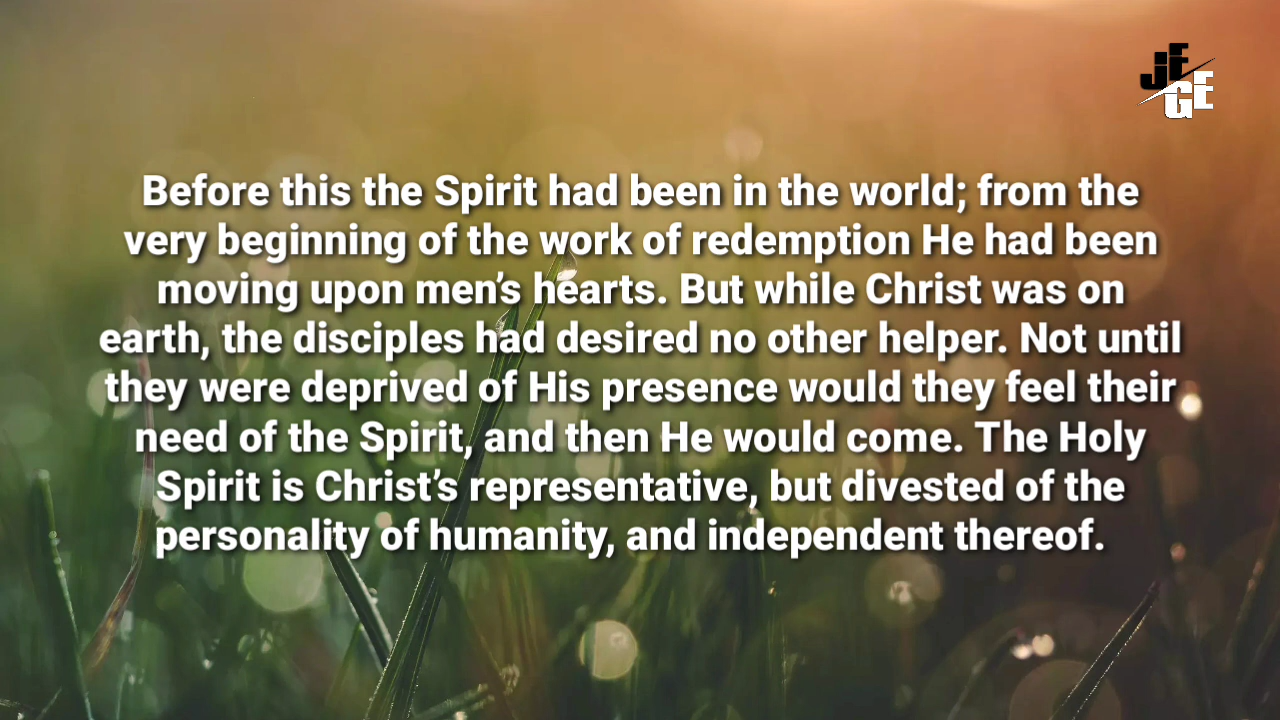 JF
GF
Before this the Spirit had been in the world; from the
very beginning of the work of redemption He had been
moving upon men’s hearts. But while Christ was on
earth, the disciples had desired no other helper. Not until
they were deprived of His presence would they feel their
need of the Spirit, and then He would come. The Holy
Spirit is Christ’s representative, but divested of the
personality of humanity, and independent thereof.